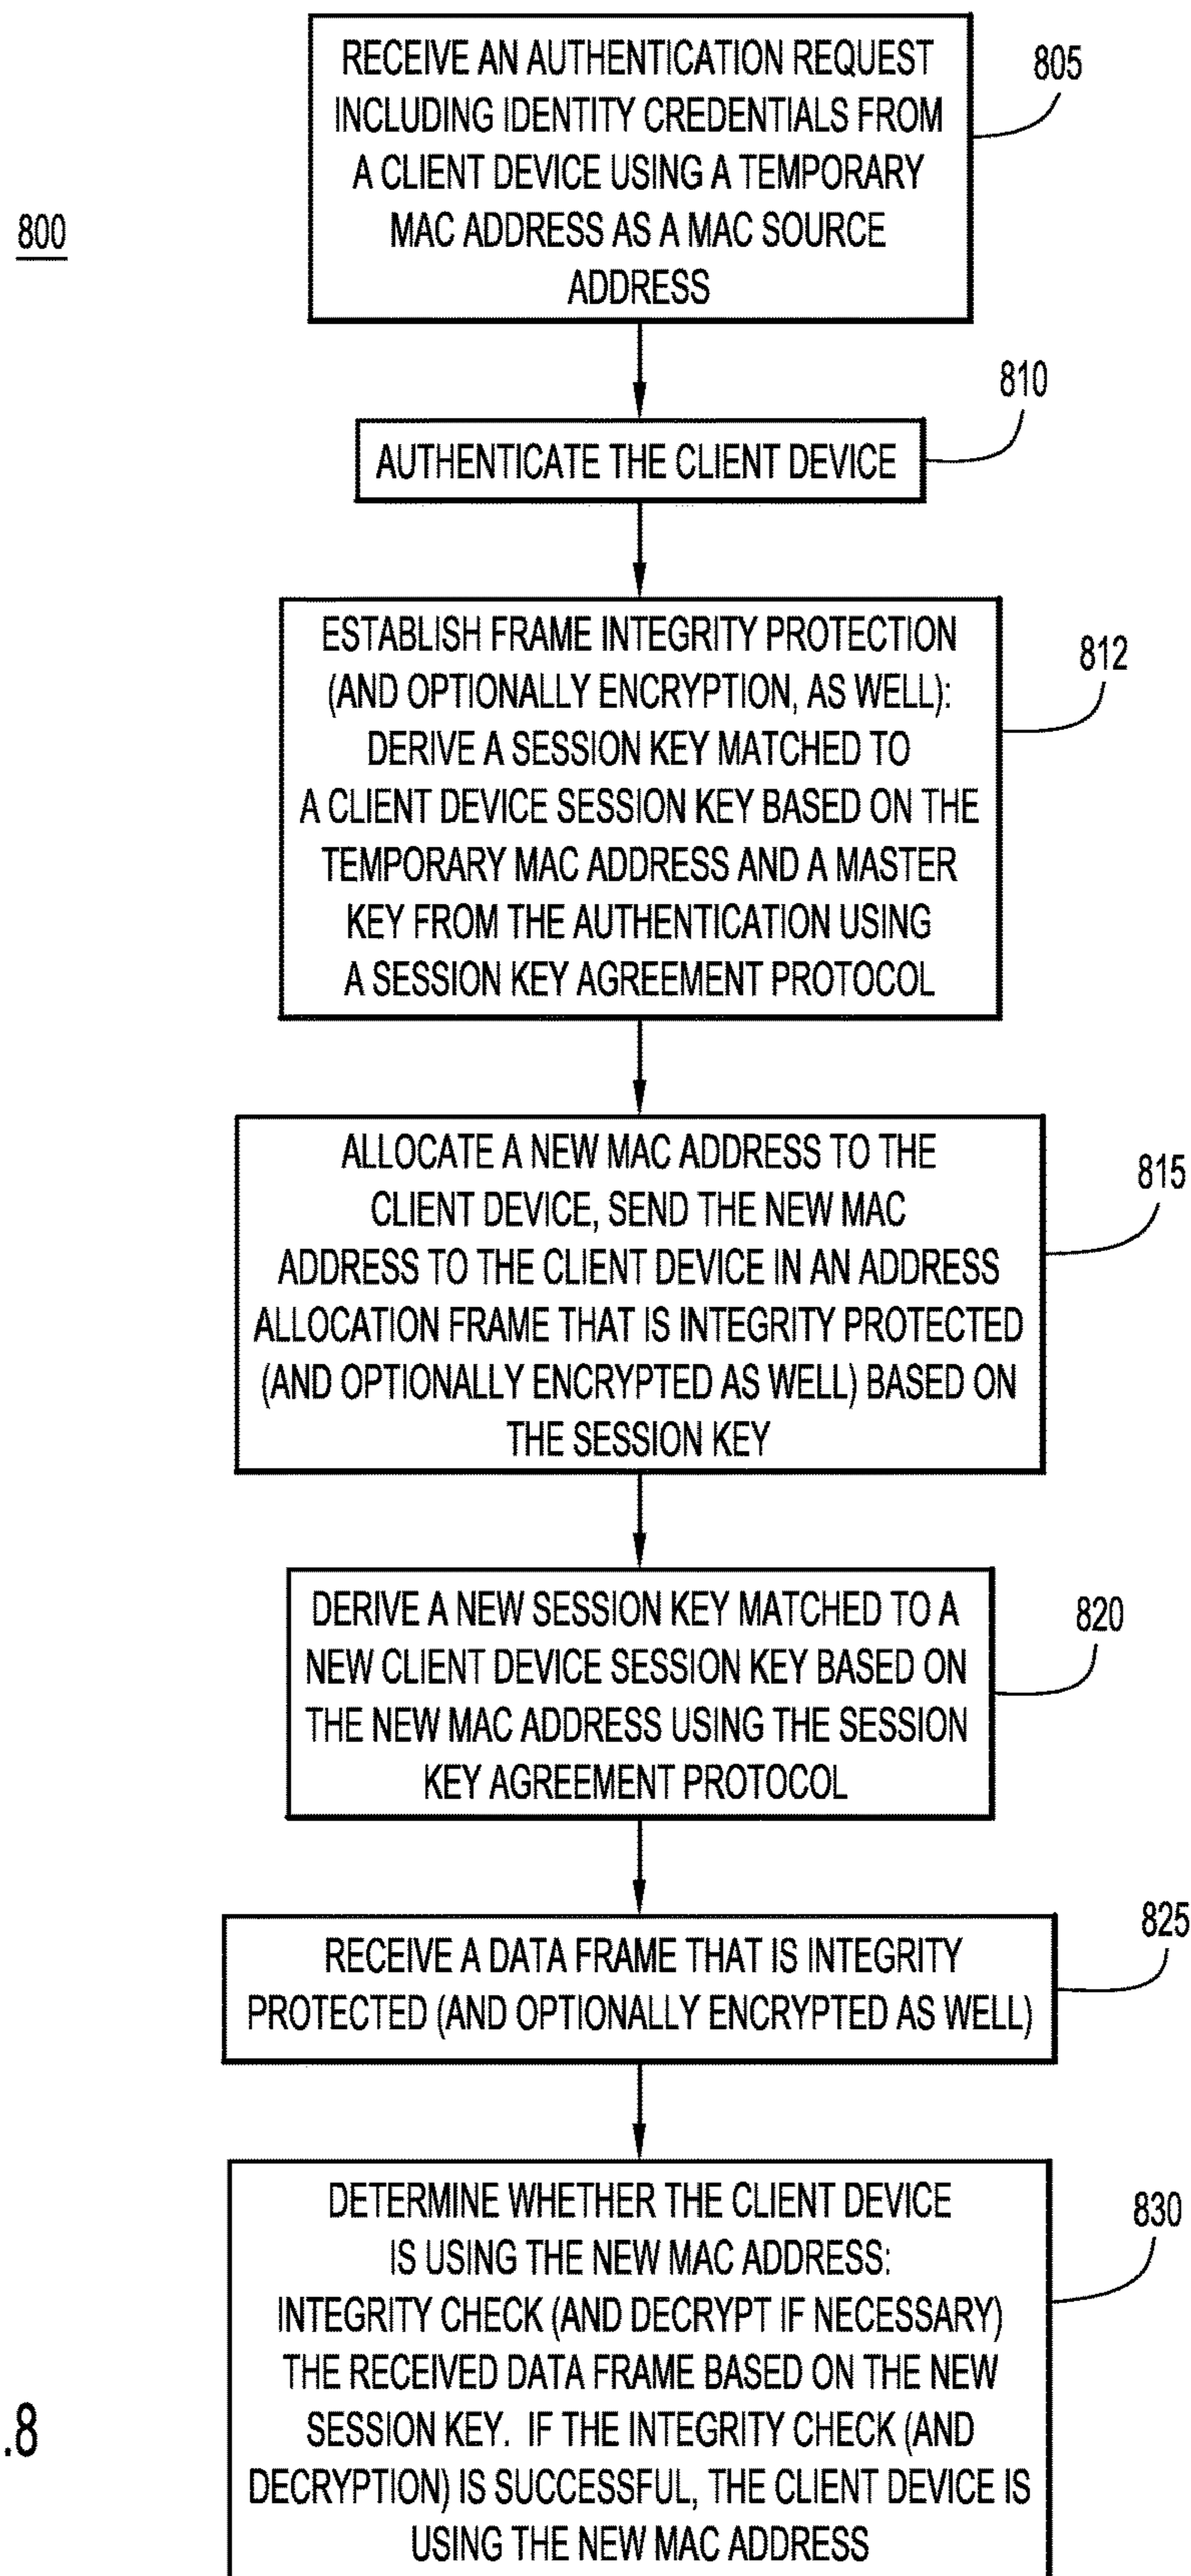 RECEIVE AN AUTHENTICATION REQUEST
INCLUDING IDENTITY CREDENTIALS FROM
A CLIENT DEVICE USING A TEMPORARY
MAC ADDRESS AS A MAC SOURCE
ADDRESS
805
800
810
AUTHENTICATE THE CLIENT DEVICE
ESTABLISH FRAME INTEGRITY PROTECTION
(AND OPTIONALLY ENCRYPTION, AS WELL):
DERIVE A SESSION KEY MATCHED TO
A CLIENT DEVICE SESSION KEY BASED ON THE
TEMPORARY MAC ADDRESS AND A MASTER
KEY FROM THE AUTHENTICATION USING
A SESSION KEY AGREEMENT PROTOCOL
812
ALLOCATE A NEW MAC ADDRESS TO THE
CLIENT DEVICE, SEND THE NEW MAC
ADDRESS TO THE CLIENT DEVICE IN AN ADDRESS
ALLOCATION FRAME THAT IS INTEGRITY PROTECTED
(AND OPTIONALLY ENCRYPTED AS WELL) BASED ON
THE SESSION KEY
815
DERIVE A NEW SESSION KEY MATCHED TO A
NEW CLIENT DEVICE SESSION KEY BASED ON
THE NEW MAC ADDRESS USING THE SESSION
KEY AGREEMENT PROTOCOL
820
RECEIVE A DATA FRAME THAT IS INTEGRITY
PROTECTED (AND OPTIONALLY ENCRYPTED AS WELL)
825
DETERMINE WHETHER THE CLIENT DEVICE
IS USING THE NEW MAC ADDRESS:
INTEGRITY CHECK (AND DECRYPT IF NECESSARY)
THE RECEIVED DATA FRAME BASED ON THE NEW
SESSION KEY. IF THE INTEGRITY CHECK (AND
DECRYPTION) IS SUCCESSFUL, THE CLIENT DEVICE IS
USING THE NEW MAC ADDRESS
830
.8